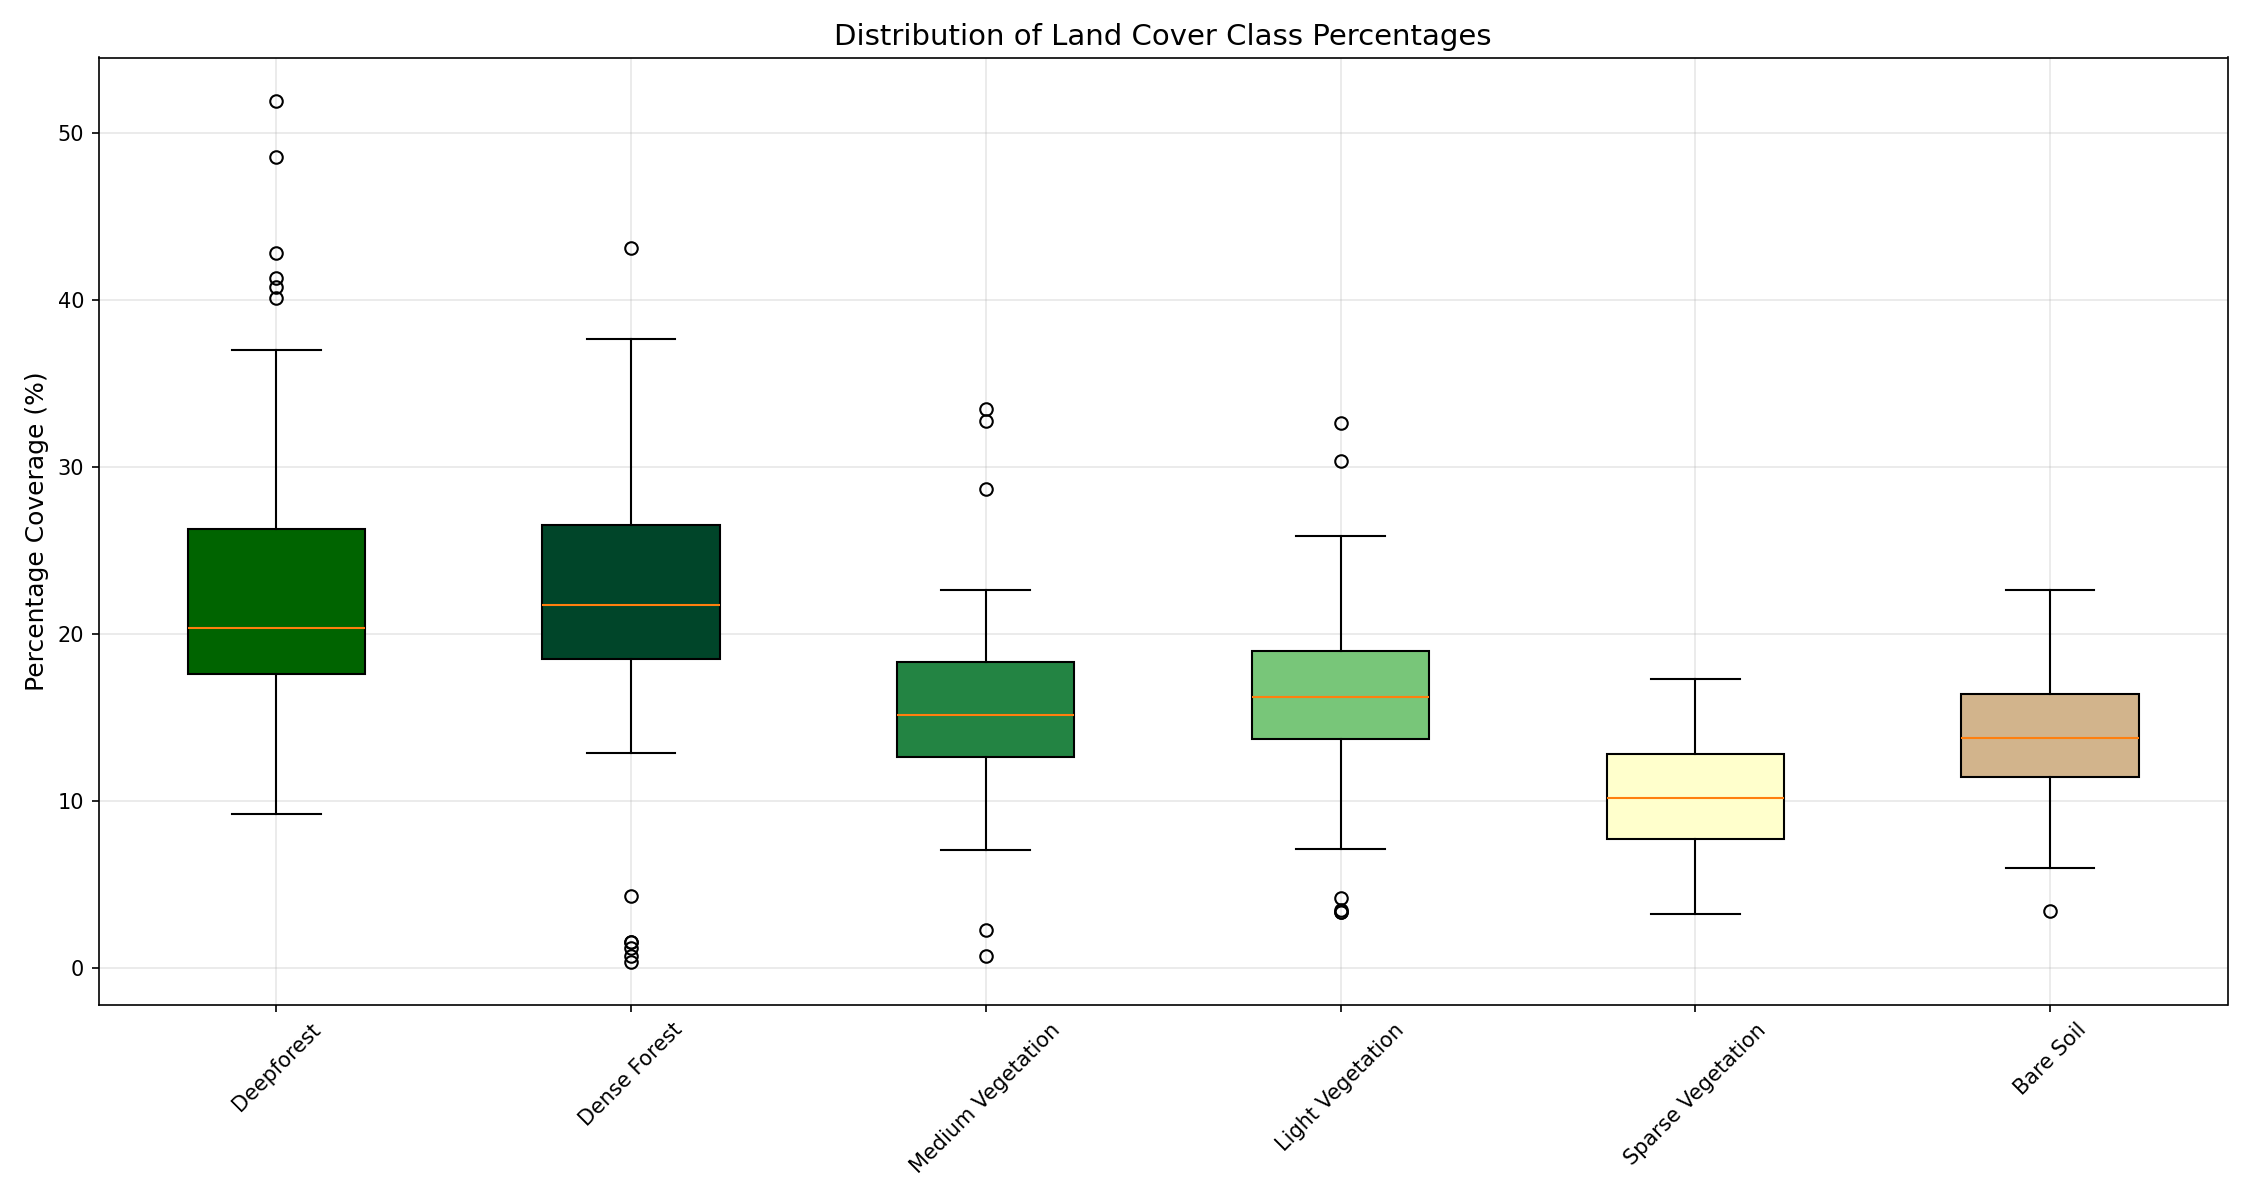 Distribution of Land Cover Class Percentages
Percentage Coverage (%)
50
40
30
20
10
0
Deepforest
Dense Forest
Medium Vegetation
Light Vegetation
Sparse Vegetation
Bare Soil